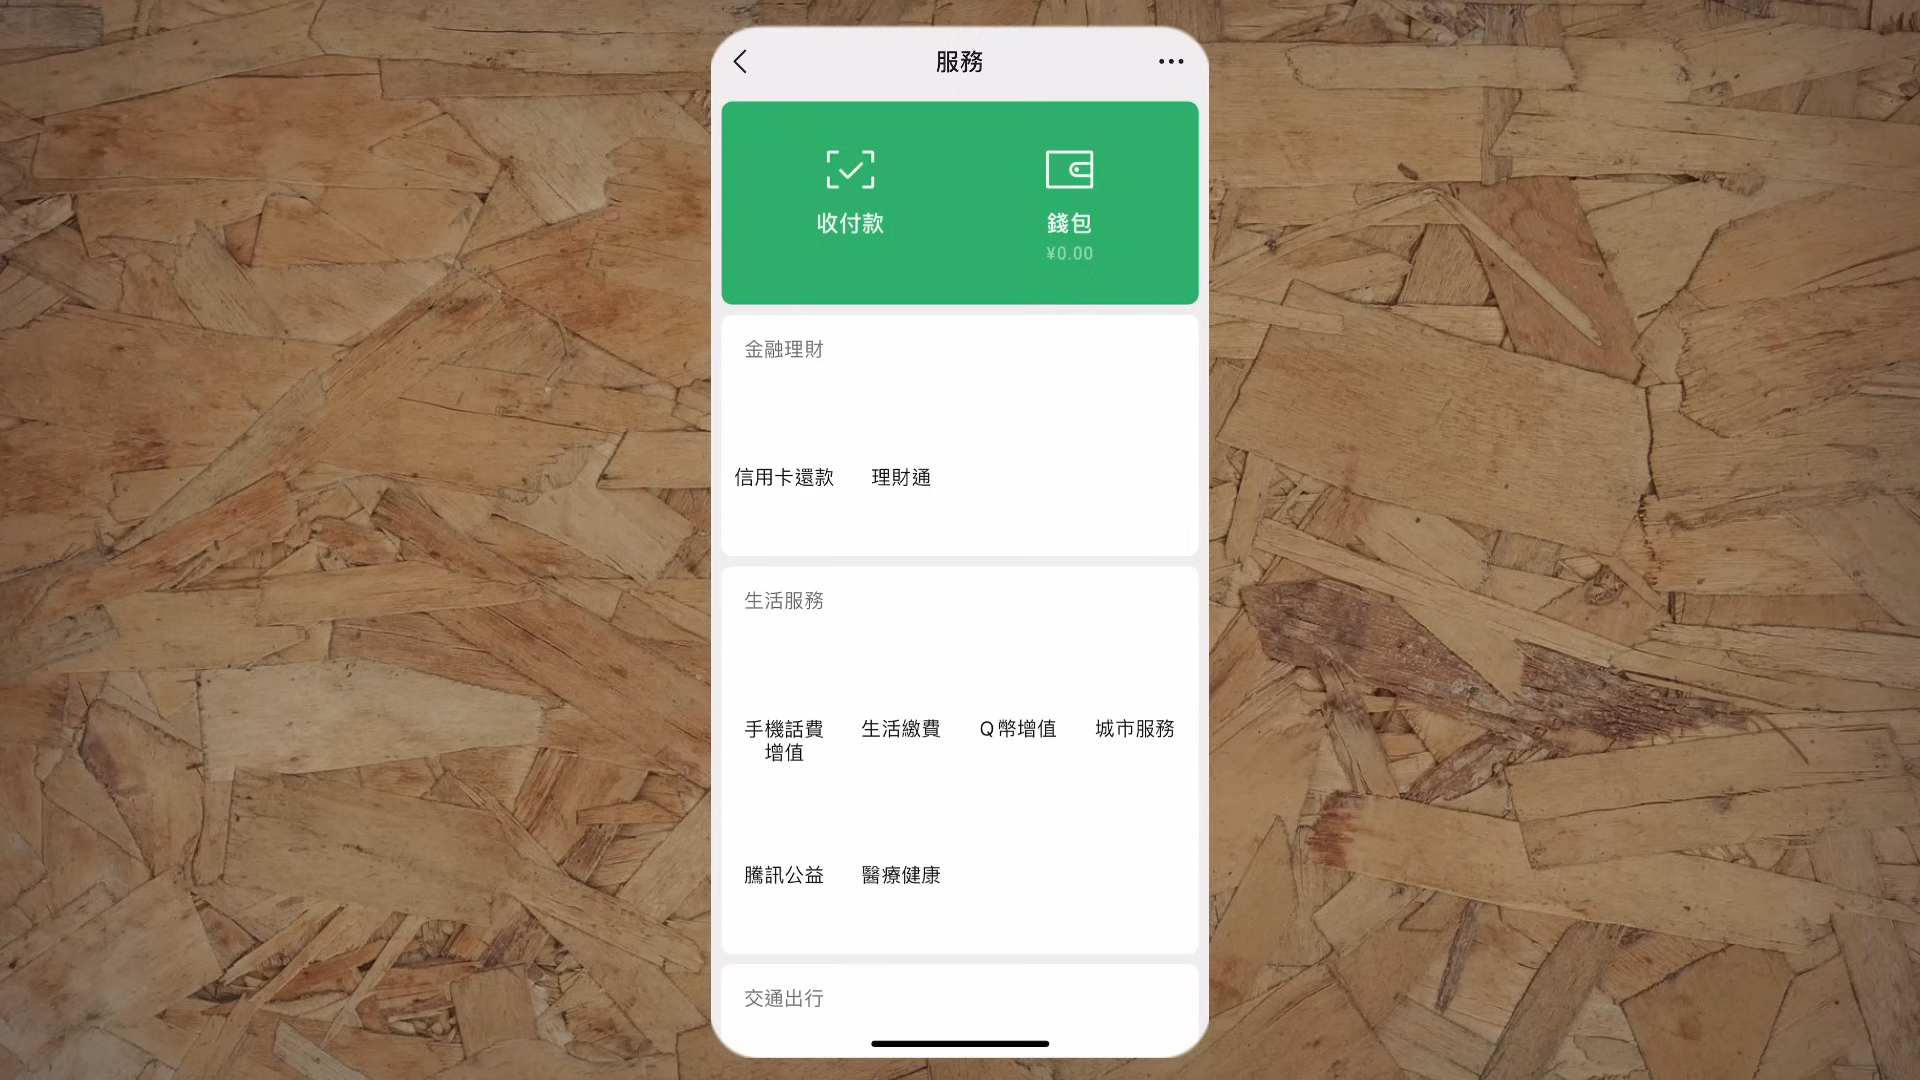 服務
收付款
錢包
¥0.00
金融理財
信用卡還款
理財通
生活服務
手機話費
增值
生活繳費
Q幣增值
城市服務
騰訊公益
醫療健康
交通出行